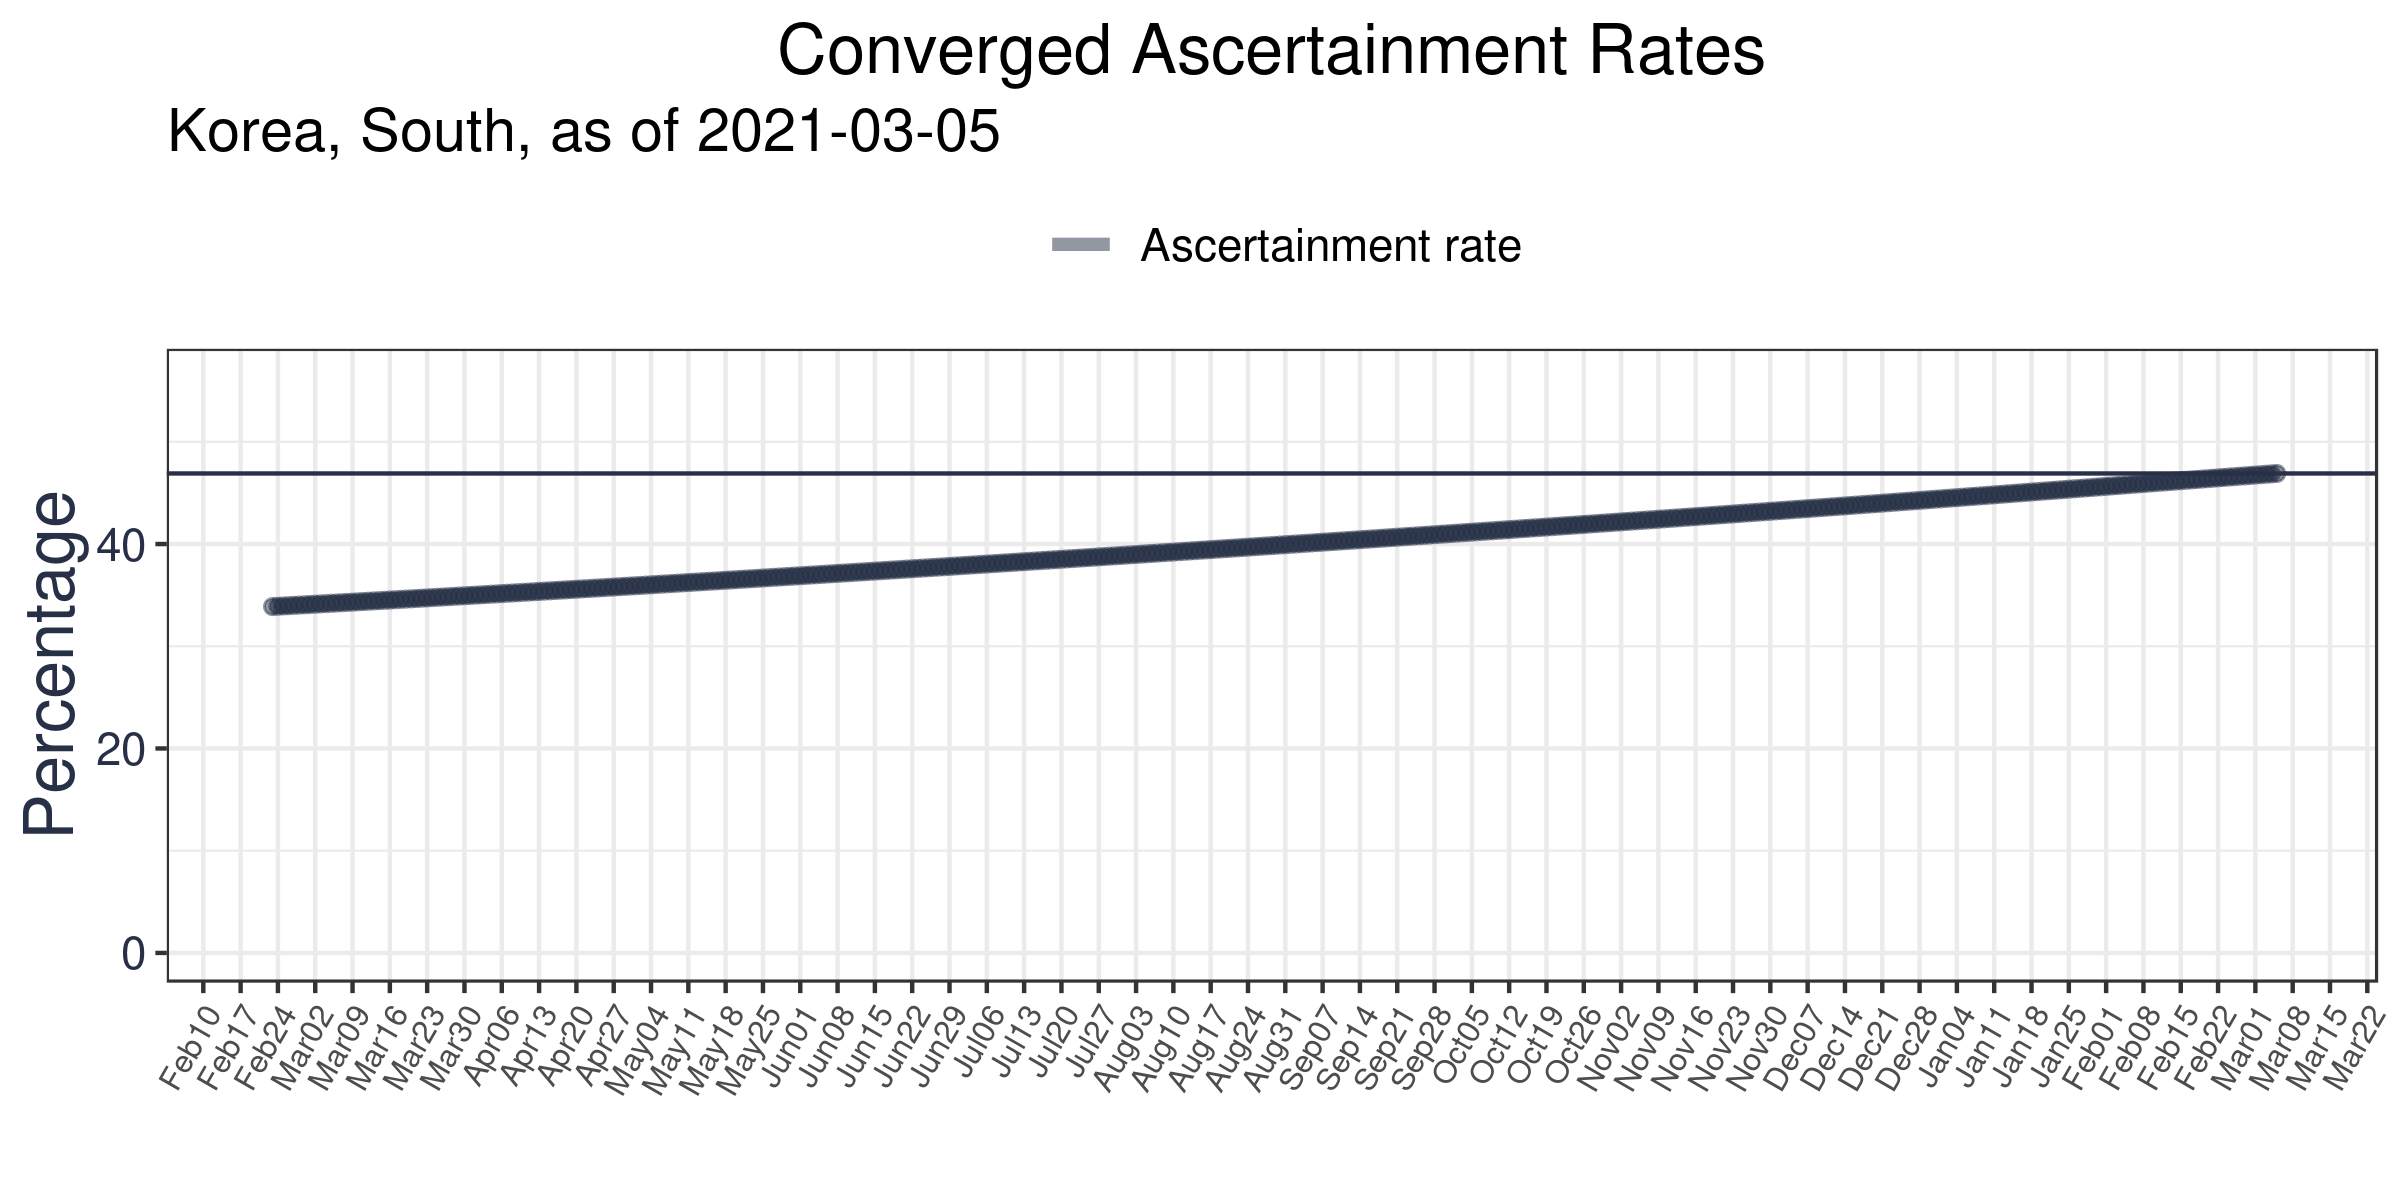 Converged Ascertainment Rates
Korea, South, as of 2021-03-05
Ascertainment rate
Percentage
40
20
0
Feb10
Feb17
Feb24
Mar02
Mar09
Mar16
Mar23
Mar30
Apr06
Apr13
Apr20
Apr27
May04
May11
May18
May25
Jun01
Jun08
Jun15
Jun22
Jun29
Jul06
Jul13
Jul20
Jul27
Aug03
Aug10
Aug17
Aug24
Aug31
Sep07
Sep14
Sep21
Sep28
Oct05
Oct12
Oct19
Oct26
Nov02
Nov09
Nov16
Nov23
Nov30
Dec07
Dec14
Dec21
Dec28
Jan04
Jan11
Jan18
Jan25
Feb01
Feb08
Feb15
Feb22
Mar01
Mar08
Mar15
Mar22